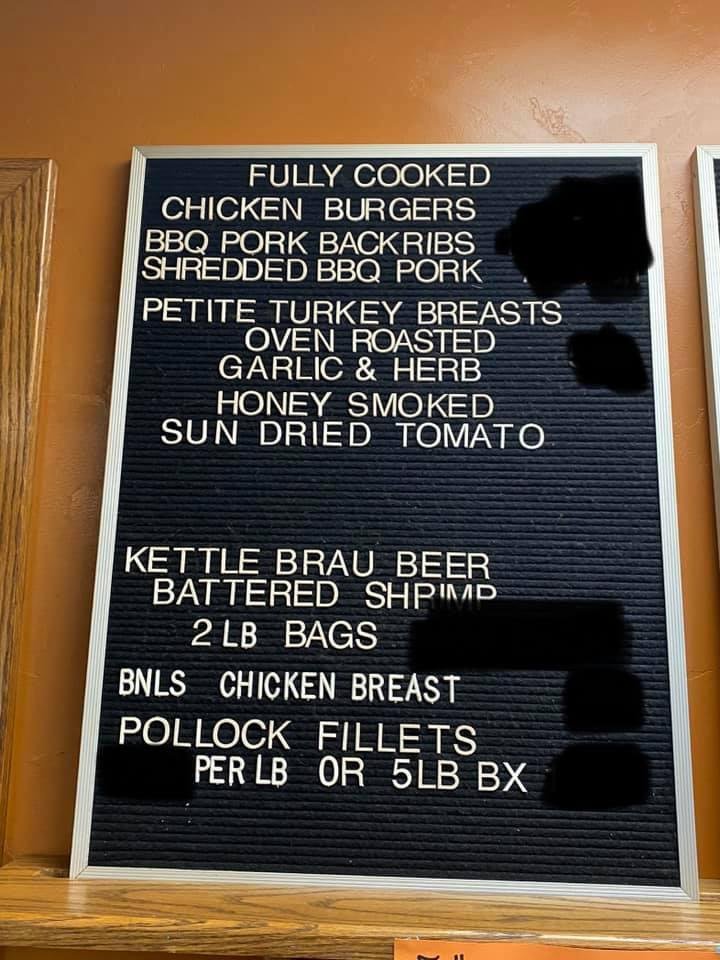 FULLY COOKED
CHICKEN BURGERS
BBQ PORK BACKRIBS
SHREDDED BBQ PORK
PETITE TURKEY BREASTS
OVEN ROASTED
GARLIC & HERB
HONEY SMOKED
SUN DRIED TOMATO
KETTLE BRAU BEER
BATTERED SHRIMP
2 LB BAGS
BNLS CHICKEN BREAST
POLLOCK FILLETS
PER LB OR 5LB BX